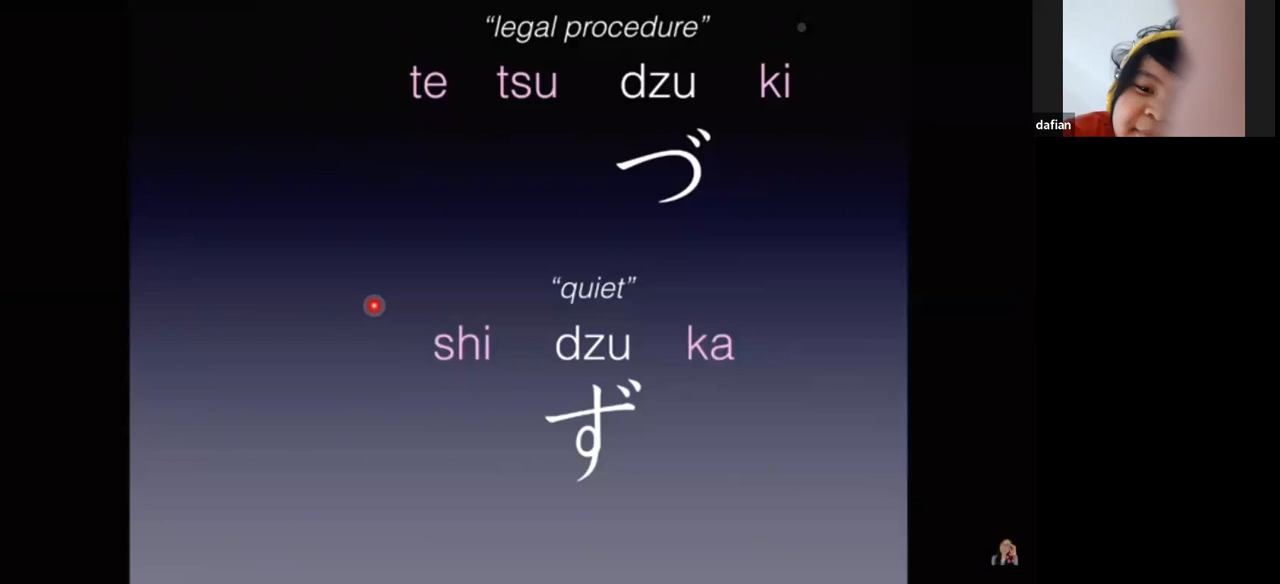 “legal procedure”
te tsu dzu ki
づ
“quiet”
shi dzu ka
ず
dafian